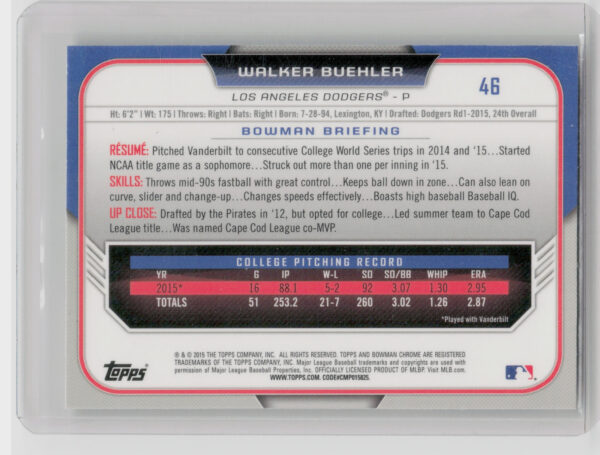 WALKER BUEHLER
46
LOS ANGELES DODGERS® - P
Ht: 6'2" | Wt: 175 | Throws: Right | Bats: Right | Born: 7-28-94, Lexington, KY | Drafted: Dodgers Rd1-2015, 24th Overall
BOWMAN BRIEFING
RÉSUMÉ: Pitched Vanderbilt to consecutive College World Series trips in 2014 and '15...Started
NCAA title game as a sophomore...Struck out more than one per inning in '15.
SKILLS: Throws mid-90s fastball with great control...Keeps ball down in zone...Can also lean on
curve, slider and change-up...Changes speeds effectively...Boasts high baseball Baseball IQ.
UP CLOSE: Drafted by the Pirates in '12, but opted for college...Led summer team to Cape Cod
League title...Was named Cape Cod League co-MVP.
COLLEGE PITCHING RECORD
YR G IP W-L SO SO/BB WHIP ERA
2015* 16 88.1 5-2 92 3.07 1.30 2.95
TOTALS 51 253.2 21-7 260 3.02 1.26 2.87
*Played with Vanderbilt
® & © 2015 THE TOPPS COMPANY, INC. ALL RIGHTS RESERVED. TOPPS AND BOWMAN CHROME ARE REGISTERED
TRADEMARKS OF THE TOPPS COMPANY, INC. Major League Baseball trademarks and copyrights are used with
permission of Major League Baseball Properties, Inc. OFFICIALLY LICENSED PRODUCT OF MLBP. Visit MLB.com.
WWW.TOPPS.COM. CODE#CMP015825.
TOPPS